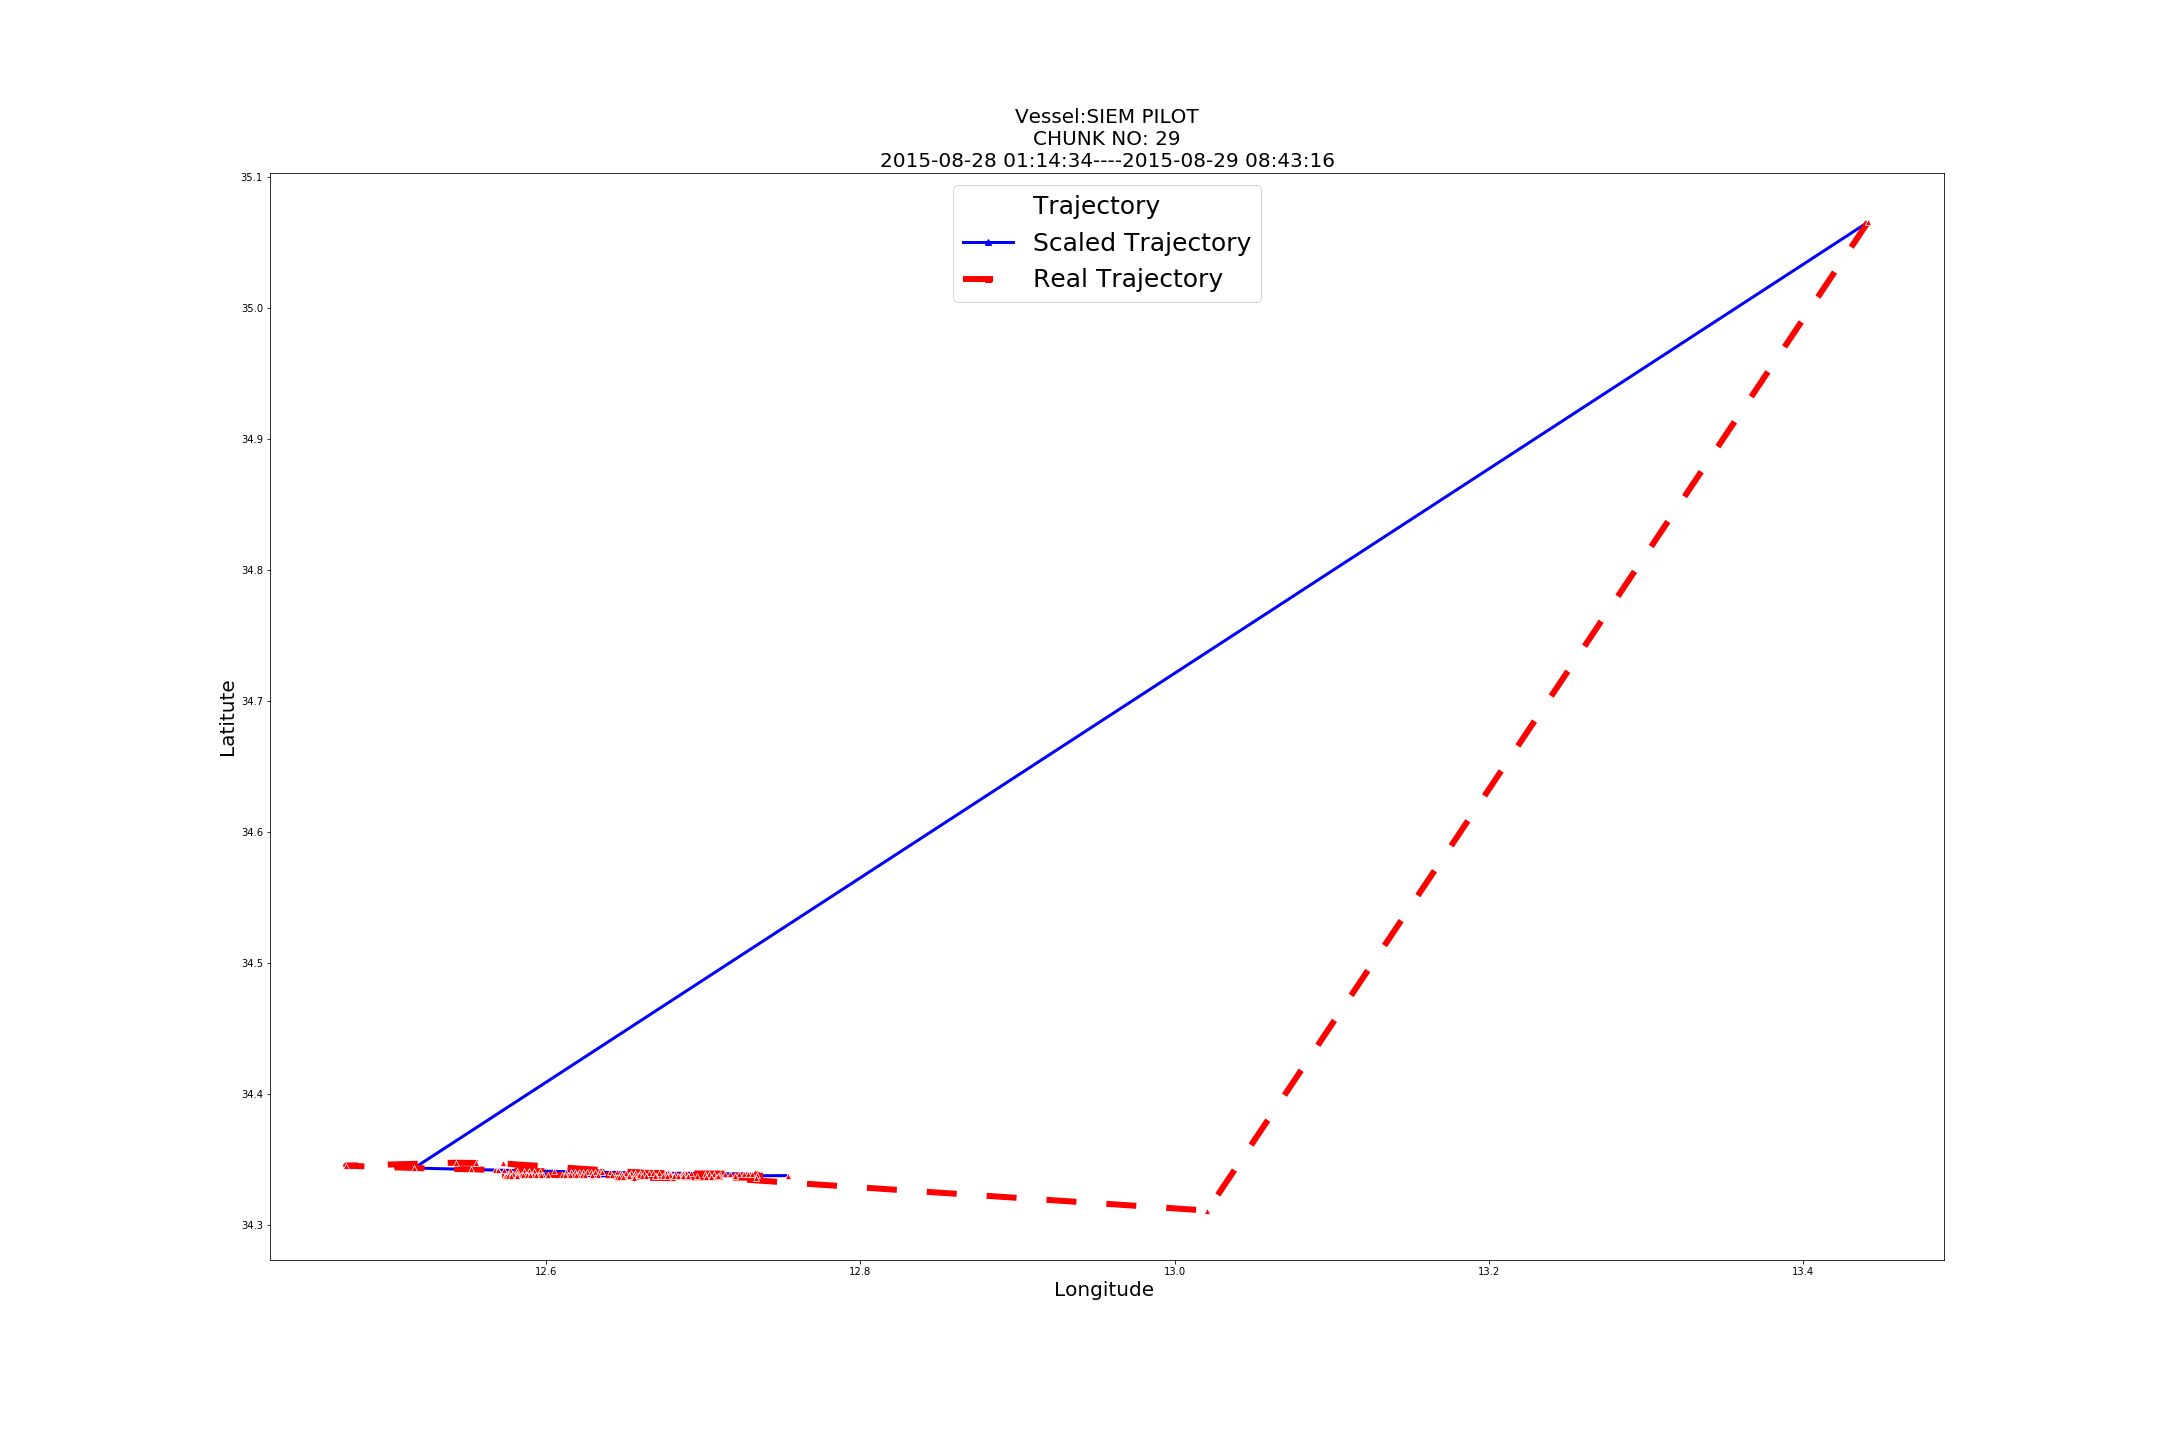 Vessel:SIEM PILOT
CHUNK NO: 29
2015-08-28 01:14:34----2015-08-29 08:43:16
Trajectory
Scaled Trajectory
Real Trajectory
35.1
35.0
34.9
34.8
34.7
34.6
34.5
34.4
34.3
Latitute
12.6
12.8
13.0
13.2
13.4
Longitude